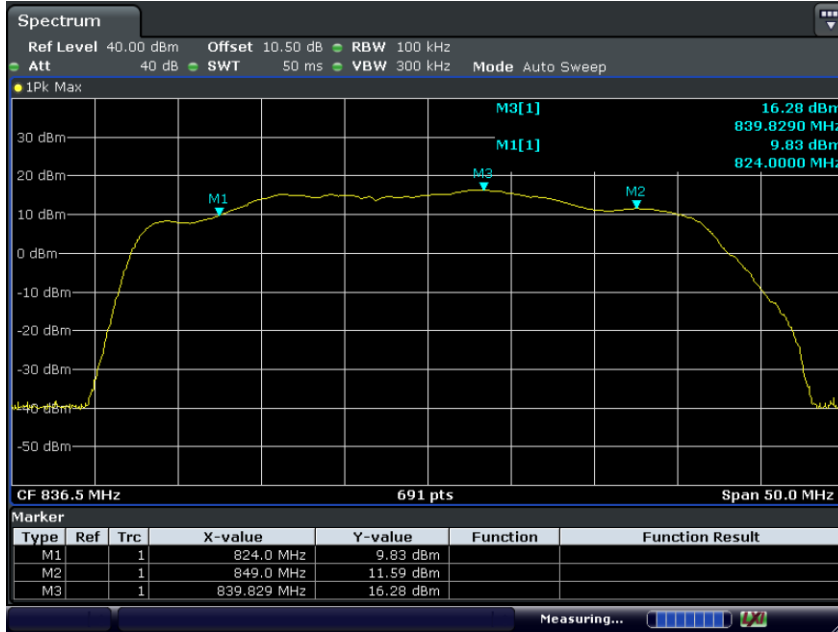 Spectrum
Ref Level 40.00 dBm Offset 10.50 dB RBW 100 kHz
Att 40 dB SWT 50 ms VBW 300 kHz Mode Auto Sweep
1Pk Max
M3[1] 16.28 dBm
839.8290 MHz
30 dBm
M1[1] 9.83 dBm
824.0000 MHz
20 dBm
M3
M1
M2
10 dBm
0 dBm
-10 dBm
-20 dBm
-30 dBm
-40 dBm
-50 dBm
CF 836.5 MHz 691 pts Span 50.0 MHz
Marker
Type Ref Trc X-value Y-value Function Function Result
M1 1 824.0 MHz 9.83 dBm
M2 1 849.0 MHz 11.59 dBm
M3 1 839.829 MHz 16.28 dBm
Measuring... LXI